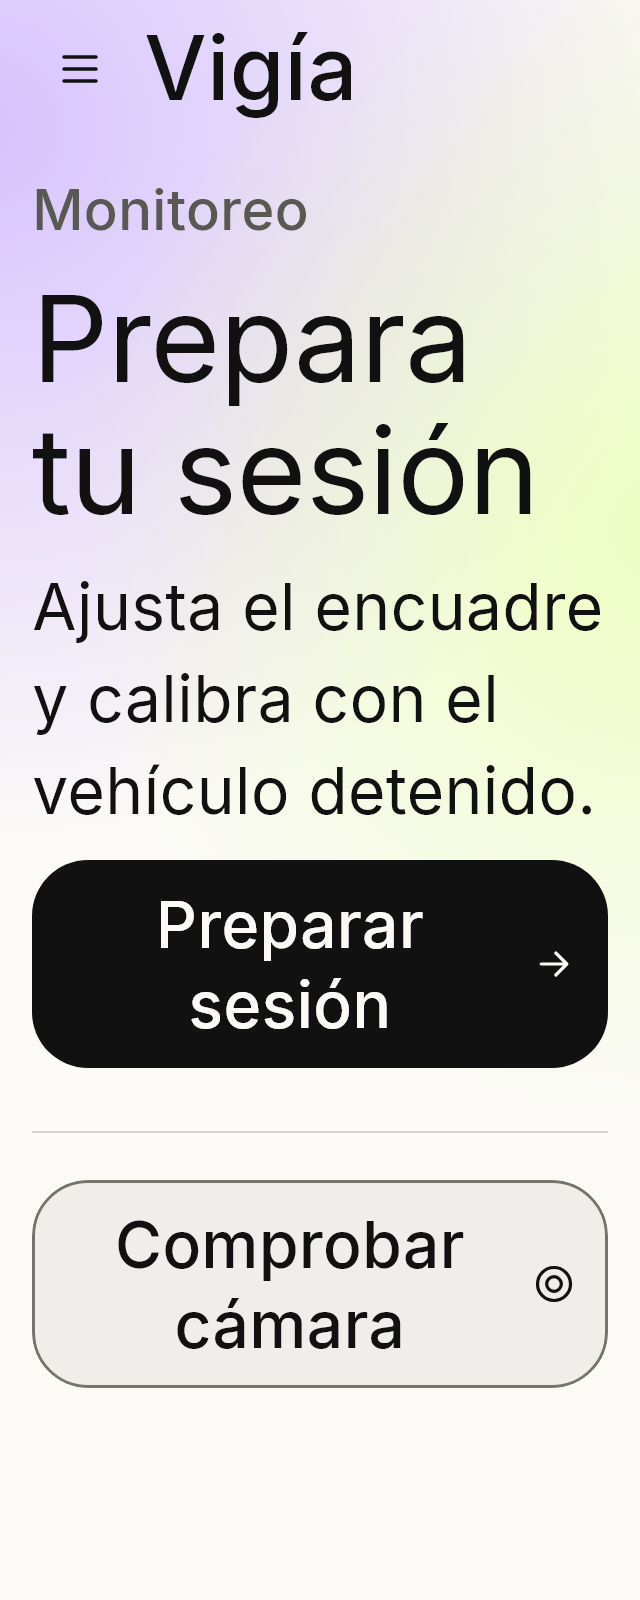 Vigía
Monitoreo
Prepara
tu sesión
Ajusta el encuadre
y calibra con el
vehículo detenido.
Preparar
sesión
Comprobar
cámara